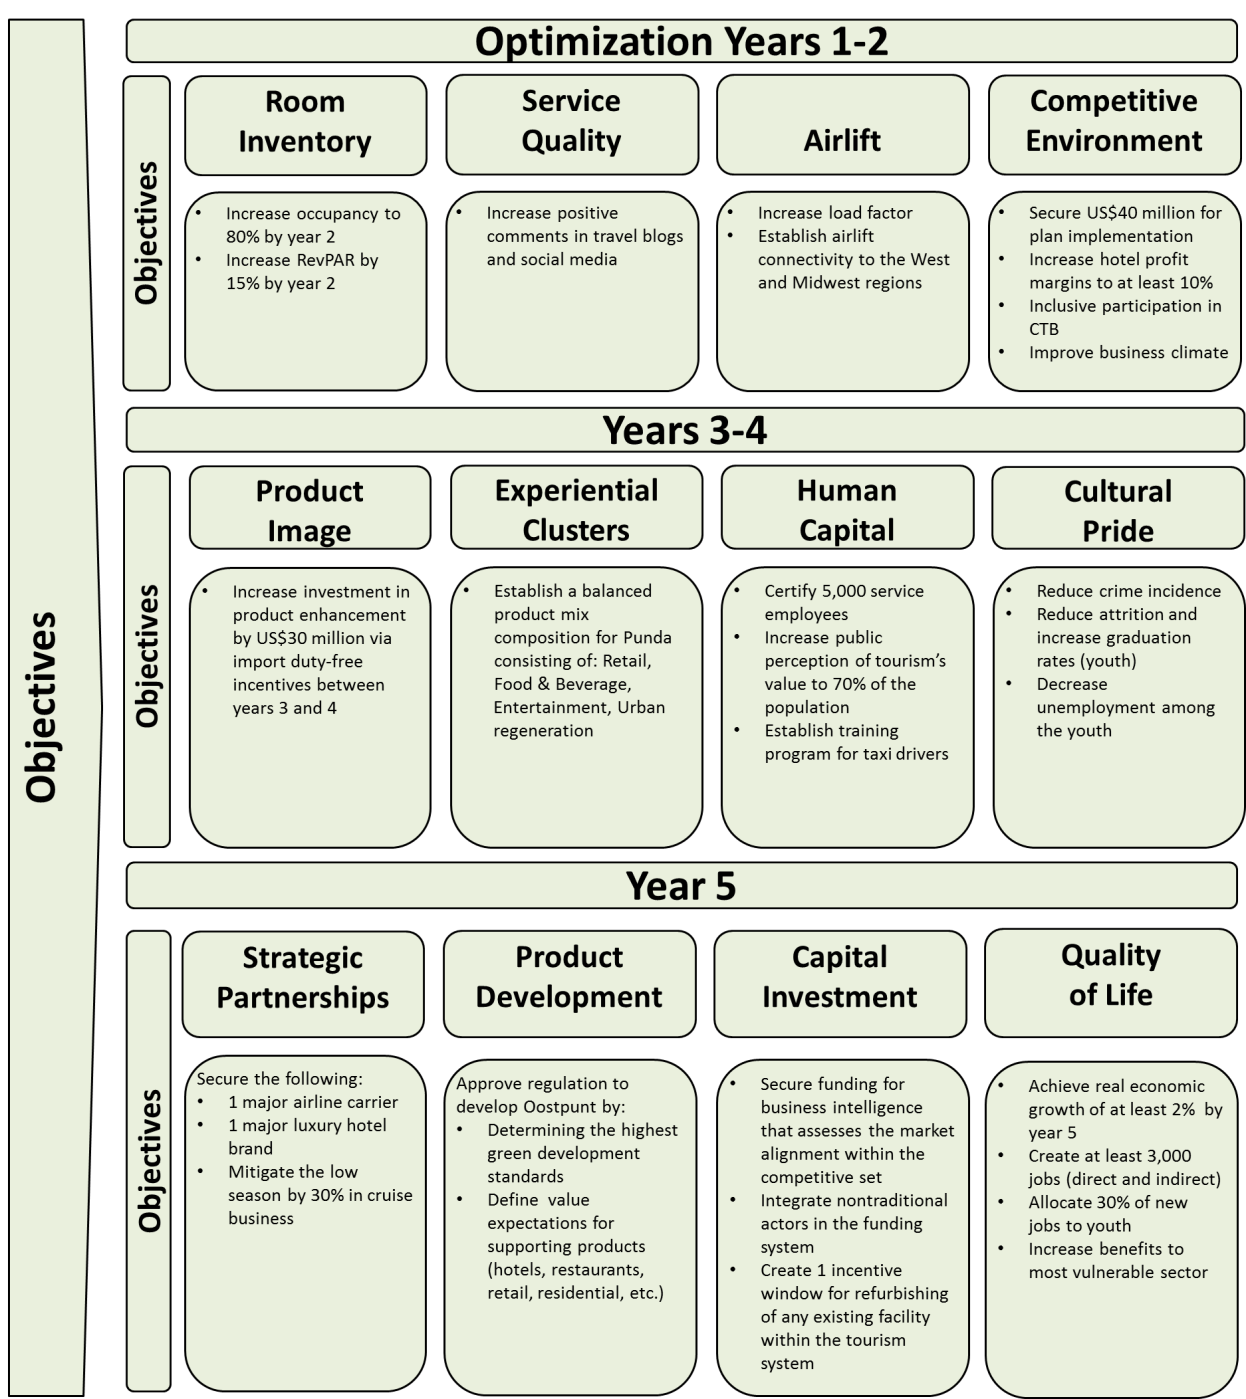 Objectives
Optimization Years 1-2
Objectives
Room
Inventory
• Increase occupancy to
80% by year 2
• Increase RevPAR by
15% by year 2
Service
Quality
• Increase positive
comments in travel blogs
and social media
Airlift
• Increase load factor
• Establish airlift
connectivity to the West
and Midwest regions
Competitive
Environment
• Secure US$40 million for
plan implementation
• Increase hotel profit
margins to at least 10%
• Inclusive participation in
CTB
• Improve business climate
Years 3-4
Objectives
Product
Image
• Increase investment in
product enhancement
by US$30 million via
import duty-free
incentives between
years 3 and 4
Experiential
Clusters
• Establish a balanced
product mix
composition for Punda
consisting of: Retail,
Food & Beverage,
Entertainment, Urban
regeneration
Human
Capital
• Certify 5,000 service
employees
• Increase public
perception of tourism's
value to 70% of the
population
• Establish training
program for taxi drivers
Cultural
Pride
• Reduce crime incidence
• Reduce attrition and
increase graduation
rates (youth)
• Decrease
unemployment among
the youth
Year 5
Objectives
Strategic
Partnerships
Secure the following:
• 1 major airline carrier
• 1 major luxury hotel
brand
• Mitigate the low
season by 30% in cruise
business
Product
Development
Approve regulation to
develop Oostpunt by:
• Determining the highest
green development
standards
• Define value
expectations for
supporting products
(hotels, restaurants,
retail, residential, etc.)
Capital
Investment
• Secure funding for
business intelligence
that assesses the market
alignment within the
competitive set
• Integrate nontraditional
actors in the funding
system
• Create 1 incentive
window for refurbishing
of any existing facility
within the tourism
system
Quality
of Life
• Achieve real economic
growth of at least 2% by
year 5
• Create at least 3,000
jobs (direct and indirect)
• Allocate 30% of new
jobs to youth
• Increase benefits to
most vulnerable sector